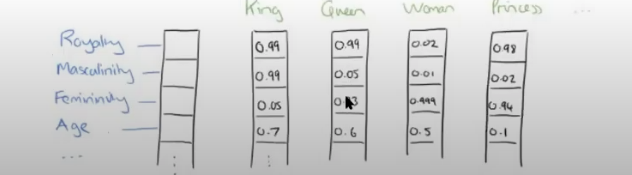 King Queen Woman Princess ...
Royalty 0.99 0.99 0.02 0.98
Masculinity 0.99 0.05 0.01 0.02
Femininity 0.05 0.999 0.94
Age 0.7 0.6 0.5 0.1
...